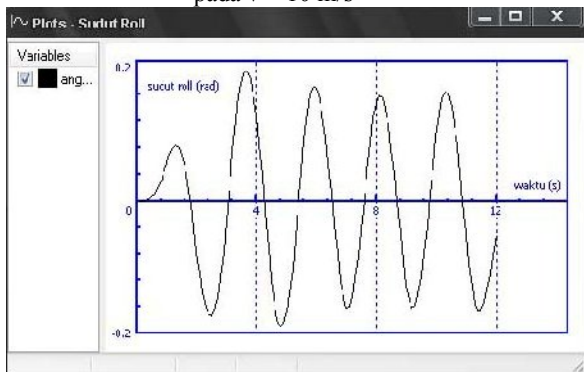 Plots - Sudut Roll
Variables
ang...
0.2
sucut roll (rad)
waktu (s)
0
4
8
12
-0.2